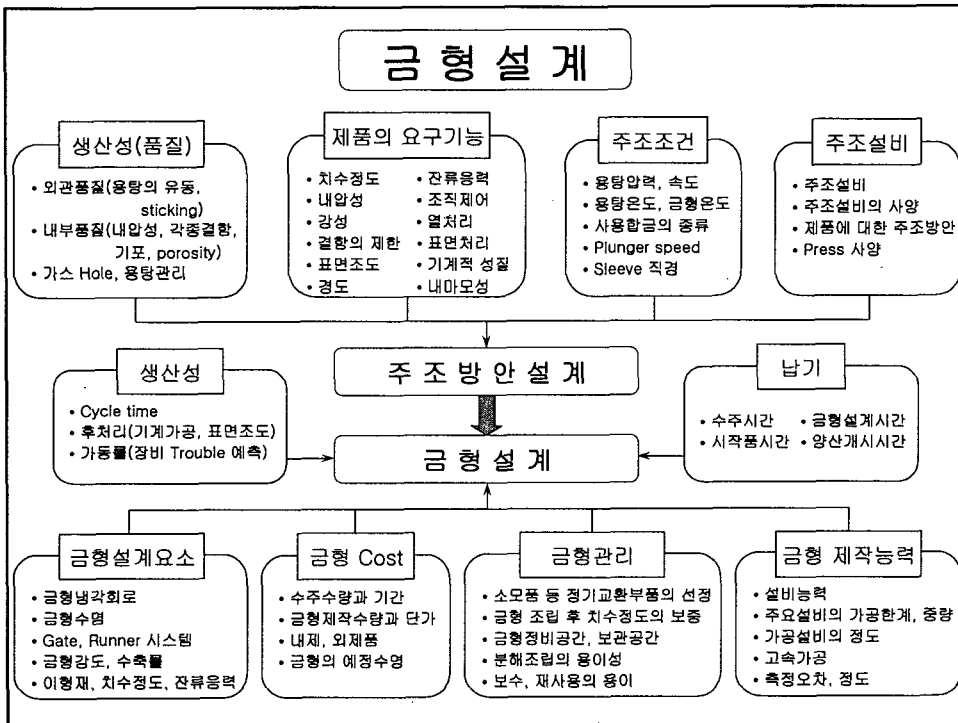 금형설계
생산성(품질)
• 외관품질(용탕의 유동,
sticking)
• 내부품질(내압성, 각종결함,
기포, porosity)
• 가스 Hole, 용탕관리
제품의 요구기능
• 치수정도
• 내압성
• 강성
• 결함의 제한
• 표면조도
• 경도
• 잔류응력
• 조직제어
• 열처리
• 표면처리
• 기계적 성질
• 내마모성
주조조건
• 용탕압력, 속도
• 용탕온도, 금형온도
• 사용합금의 종류
• Plunger speed
• Sleeve 직경
주조설비
• 주조설비
• 주조설비의 사양
• 제품에 대한 주조방안
• Press 사양
주조방안설계
생산성
• Cycle time
• 후처리(기계가공, 표면조도)
• 가동률(장비 Trouble 예측)
금형설계
납기
• 수주시간
• 금형설계시간
• 시작품시간
• 양산개시시간
금형설계요소
• 금형냉각회로
• 금형수명
• Gate, Runner 시스템
• 금형강도, 수축률
• 이형재, 치수정도, 잔류응력
금형 Cost
• 수주수량과 기간
• 금형제작수량과 단가
• 내제, 외제품
• 금형의 예정수명
금형관리
• 소모품 등 정기교환부품의 선정
• 금형 조립 후 치수정도의 보증
• 금형정비공간, 보관공간
• 분해조립의 용이성
• 보수, 재사용의 용이
금형 제작능력
• 설비능력
• 주요설비의 가공한계, 중량
• 가공설비의 정도
• 고속가공
• 측정오차, 정도